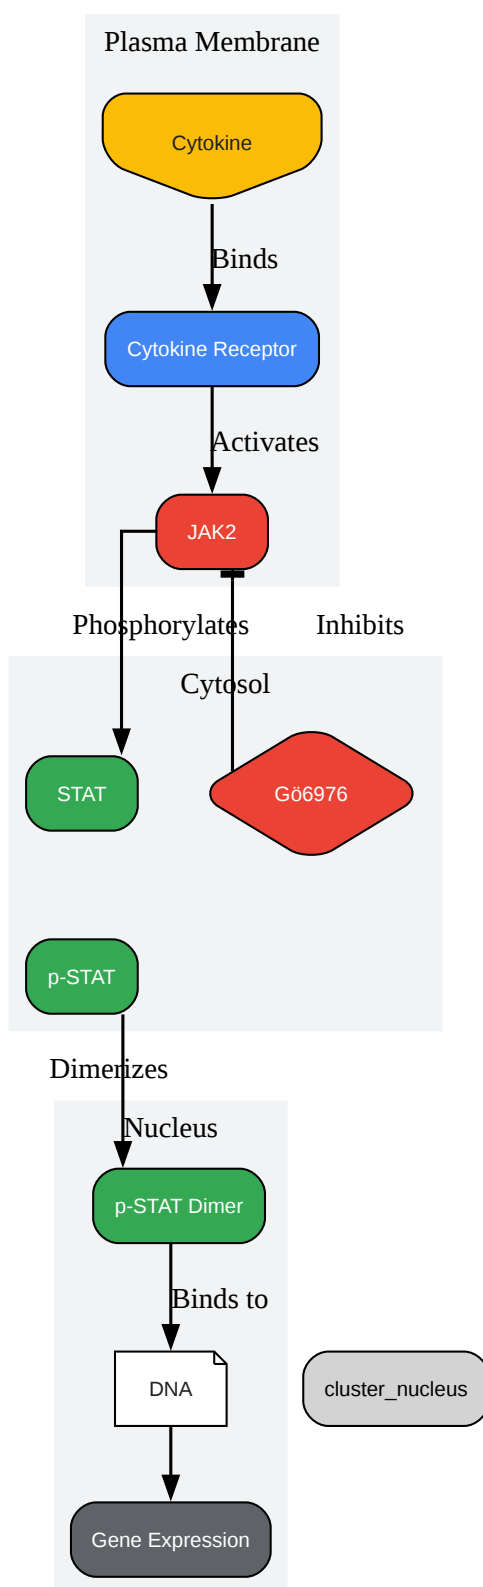 Plasma Membrane
Cytokine
Binds
Cytokine Receptor
Activates
JAK2
Phosphorylates
Inhibits
Cytosol
STAT
Gö6976
p-STAT
Dimerizes
Nucleus
p-STAT Dimer
Binds to
DNA
cluster_nucleus
Gene Expression